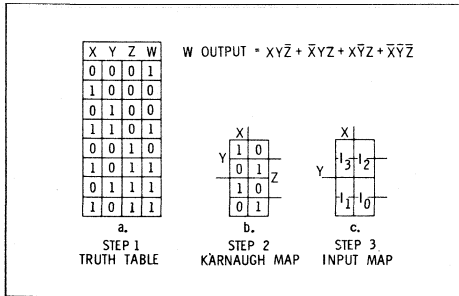 X Y Z W
W OUTPUT = XYZ̄ + X̄YZ + XȲZ + X̄ȲZ̄
0 0 0 1
1 0 0 0
0 1 0 0
1 1 0 1
0 0 1 0
1 0 1 1
0 1 1 1
1 0 1 1
a.
STEP 1
TRUTH TABLE
X
Y
1 0
0 1
Z
1 0
0 1
b.
STEP 2
KARNAUGH MAP
X
I₃ I₂
Y
I₁ I₀
c.
STEP 3
INPUT MAP